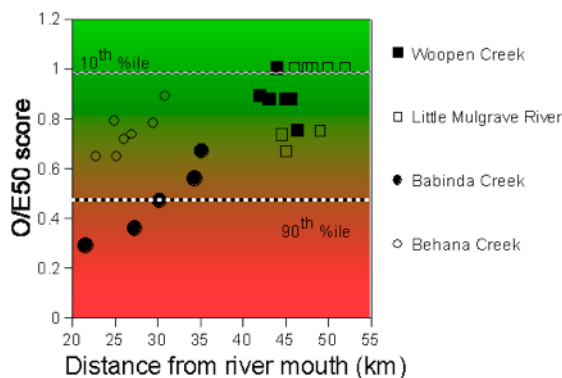 1.2
1
0.8
0.6
0.4
0.2
0
O/E50 score
10th %ile
90th %ile
20 25 30 35 40 45 50 55
Distance from river mouth (km)
Woopen Creek
Little Mulgrave River
Babinda Creek
Behana Creek